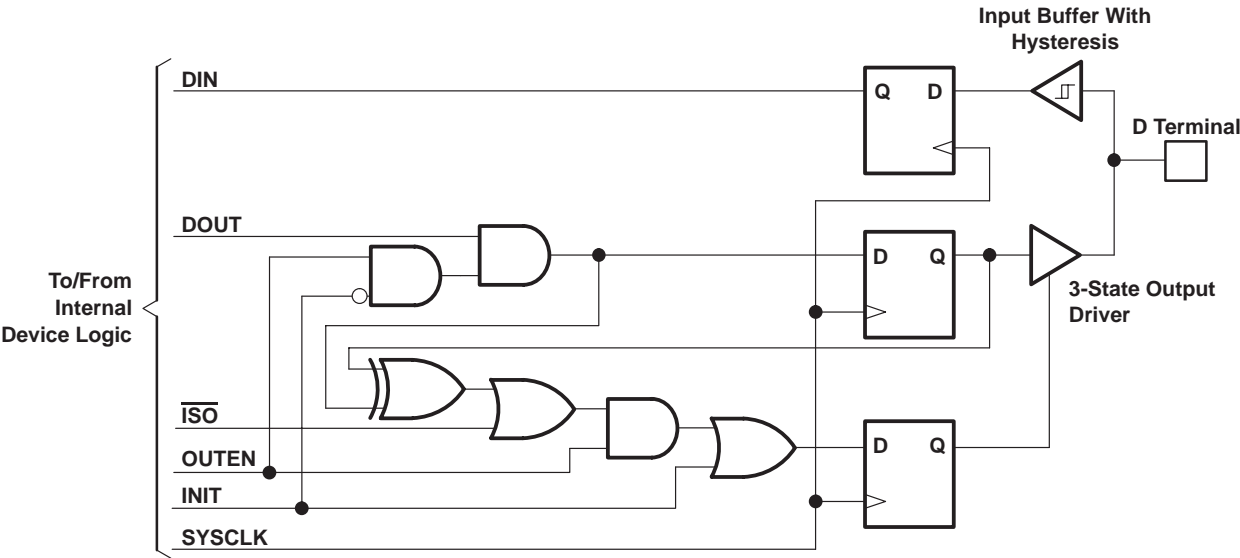 Input Buffer With
Hysteresis
DIN
Q D
D Terminal
DOUT
D Q
To/From
Internal
Device Logic
3-State Output
Driver
I̅S̅O̅
D Q
OUTEN
INIT
SYSCLK